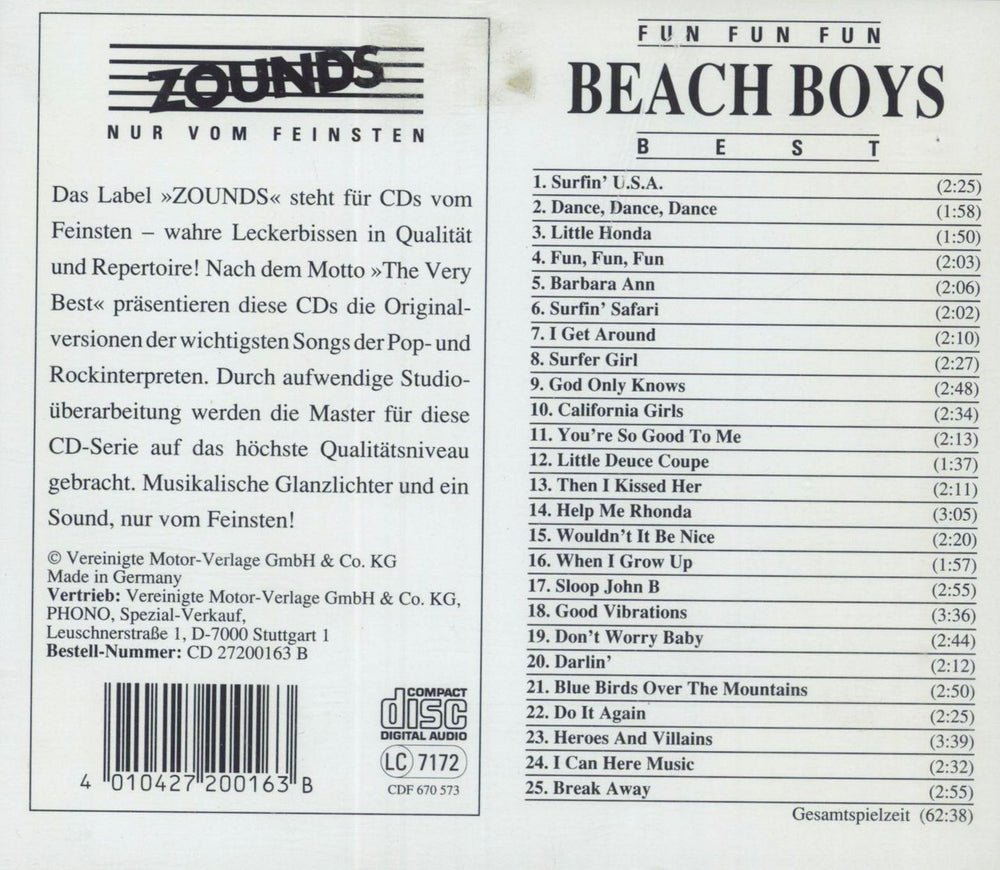 ZOUNDS
NUR VOM FEINSTEN
Das Label »ZOUNDS« steht für CDs vom
Feinsten – wahre Leckerbissen in Qualität
und Repertoire! Nach dem Motto »The Very
Best« präsentieren diese CDs die Original-
versionen der wichtigsten Songs der Pop- und
Rockinterpreten. Durch aufwendige Studio-
überarbeitung werden die Master für diese
CD-Serie auf das höchste Qualitätsniveau
gebracht. Musikalische Glanzlichter und ein
Sound, nur vom Feinsten!
© Vereinigte Motor-Verlage GmbH & Co. KG
Made in Germany
Vertrieb: Vereinigte Motor-Verlage GmbH & Co. KG,
PHONO, Spezial-Verkauf,
Leuschnerstraße 1, D-7000 Stuttgart 1
Bestell-Nummer: CD 27200163 B
4 010427 200163 B
COMPACT
disc
DIGITAL AUDIO
LC 7172
CDF 670 573
FUN FUN FUN
BEACH BOYS
BEST
1. Surfin' U.S.A. (2:25)
2. Dance, Dance, Dance (1:58)
3. Little Honda (1:50)
4. Fun, Fun, Fun (2:03)
5. Barbara Ann (2:06)
6. Surfin' Safari (2:02)
7. I Get Around (2:10)
8. Surfer Girl (2:27)
9. God Only Knows (2:48)
10. California Girls (2:34)
11. You're So Good To Me (2:13)
12. Little Deuce Coupe (1:37)
13. Then I Kissed Her (2:11)
14. Help Me Rhonda (3:05)
15. Wouldn't It Be Nice (2:20)
16. When I Grow Up (1:57)
17. Sloop John B (2:55)
18. Good Vibrations (3:36)
19. Don't Worry Baby (2:44)
20. Darlin' (2:12)
21. Blue Birds Over The Mountains (2:50)
22. Do It Again (2:25)
23. Heroes And Villains (3:39)
24. I Can Here Music (2:32)
25. Break Away (2:55)
Gesamtspielzeit (62:38)